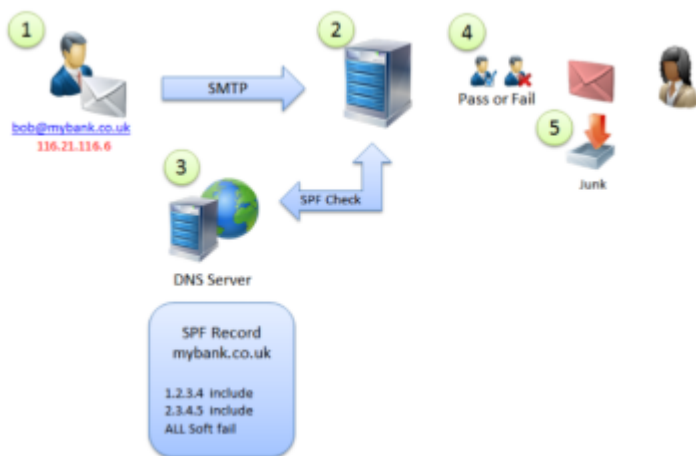 1
2
4
SMTP
Pass or Fail
bob@mybank.co.uk
116.21.116.6
5
3
Junk
SPF Check
DNS Server
SPF Record
mybank.co.uk
1.2.3.4 include
2.3.4.5 include
ALL Soft fail